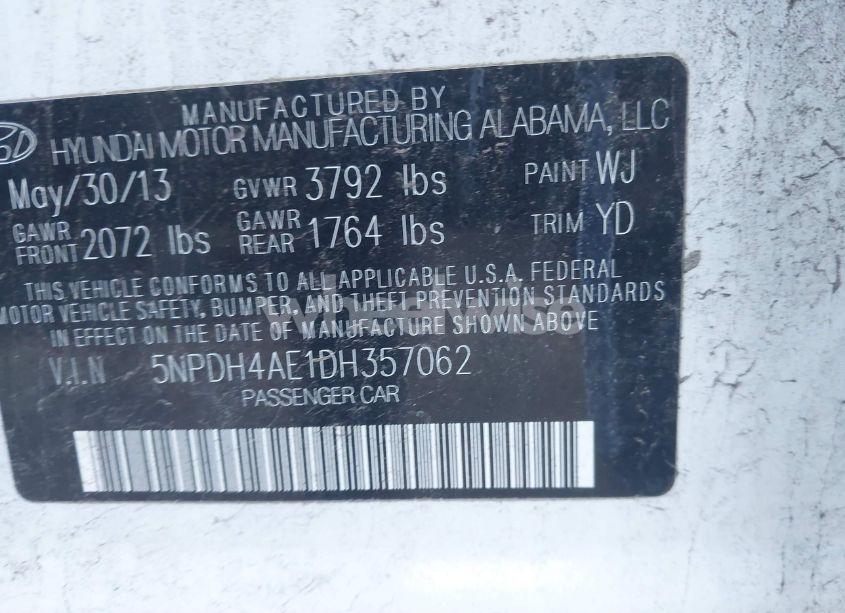 MANUFACTURED BY
HYUNDAI MOTOR MANUFACTURING ALABAMA, LLC
May/30/13 GVWR 3792 lbs PAINT WJ
GAWR FRONT 2072 lbs GAWR REAR 1764 lbs TRIM YD
THIS VEHICLE CONFORMS TO ALL APPLICABLE U.S.A. FEDERAL
MOTOR VEHICLE SAFETY, BUMPER, AND THEFT PREVENTION STANDARDS
IN EFFECT ON THE DATE OF MANUFACTURE SHOWN ABOVE
V.I.N 5NPDH4AE1DH357062
PASSENGER CAR